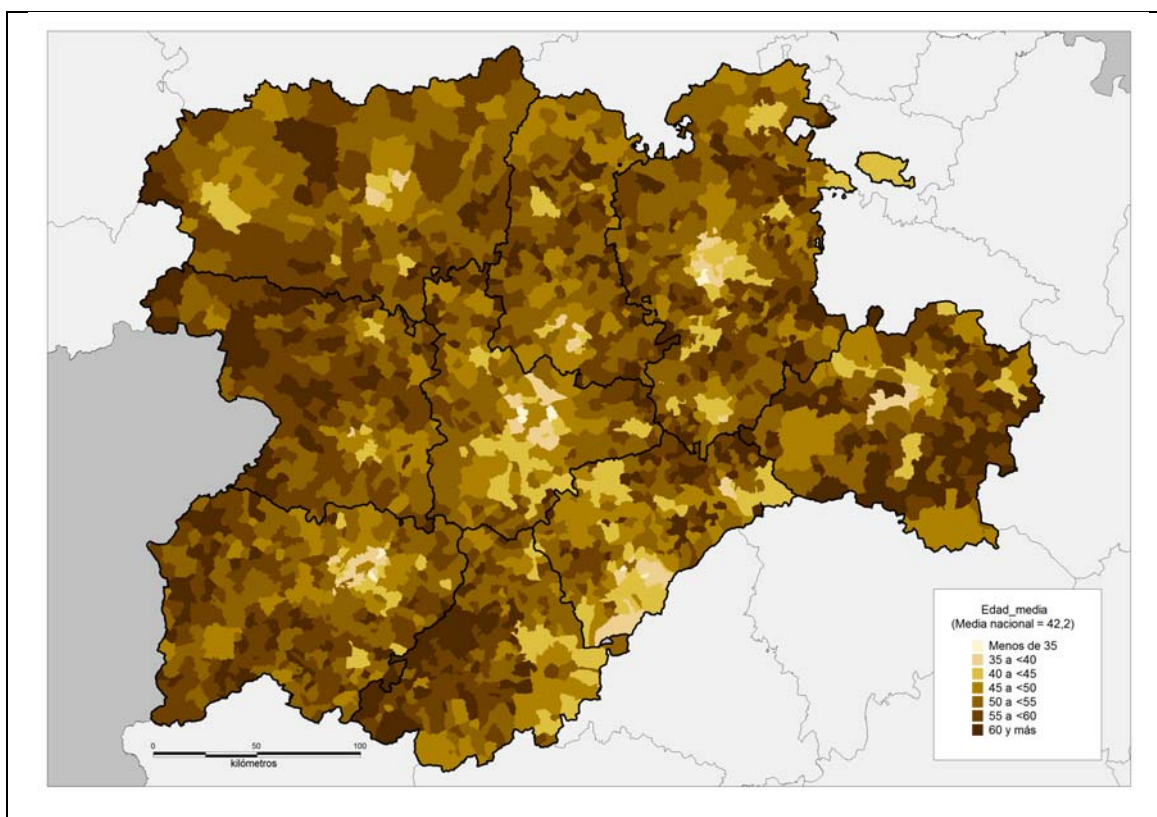 Edad_media
(Media nacional = 42,2)
Menos de 35
35 a <40
40 a <45
45 a <50
50 a <55
55 a <60
60 y más
0 50 100
kilómetros